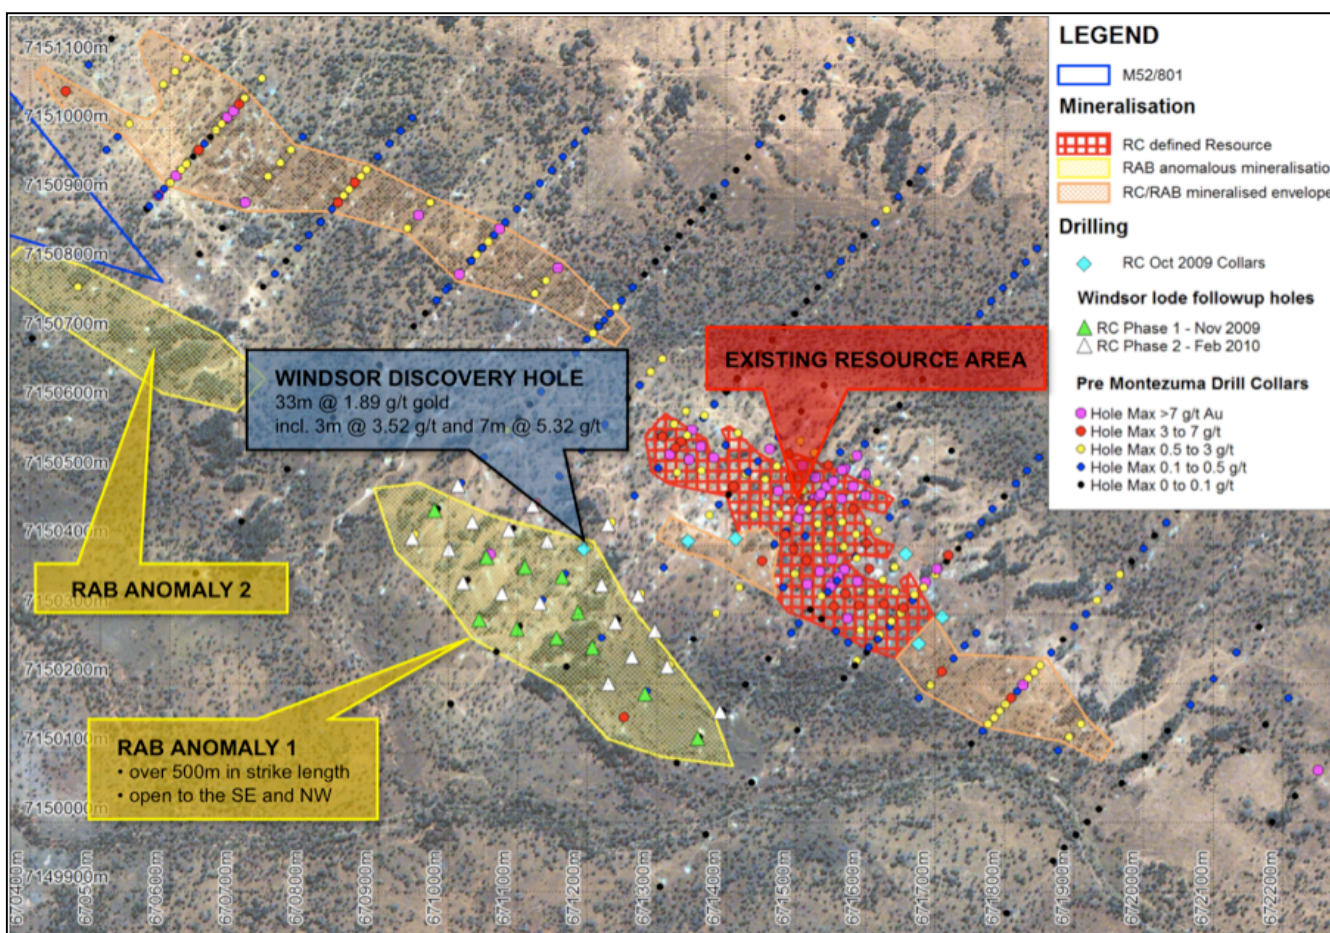 7151100m
7151000m
7150900m
7150800m
7150700m
7150600m
7150500m
7150400m
7150300m
7150200m
7150100m
7150000m
7149900m
LEGEND
M52/801
Mineralisation
RC defined Resource
RAB anomalous mineralisatio
RC/RAB mineralised envelope
Drilling
RC Oct 2009 Collars
Windsor lode followup holes
RC Phase 1 - Nov 2009
RC Phase 2 - Feb 2010
Pre Montezuma Drill Collars
Hole Max >7 g/t Au
Hole Max 3 to 7 g/t
Hole Max 0.5 to 3 g/t
Hole Max 0.1 to 0.5 g/t
Hole Max 0 to 0.1 g/t
WINDSOR DISCOVERY HOLE
33m @ 1.89 g/t gold
incl. 3m @ 3.52 g/t and 7m @ 5.32 g/t
EXISTING RESOURCE AREA
RAB ANOMALY 2
RAB ANOMALY 1
• over 500m in strike length
• open to the SE and NW
670400m
670500m
670600m
670700m
670800m
670900m
671000m
671100m
671200m
671300m
671400m
671500m
671600m
671700m
671800m
671900m
672000m
672100m
672200m